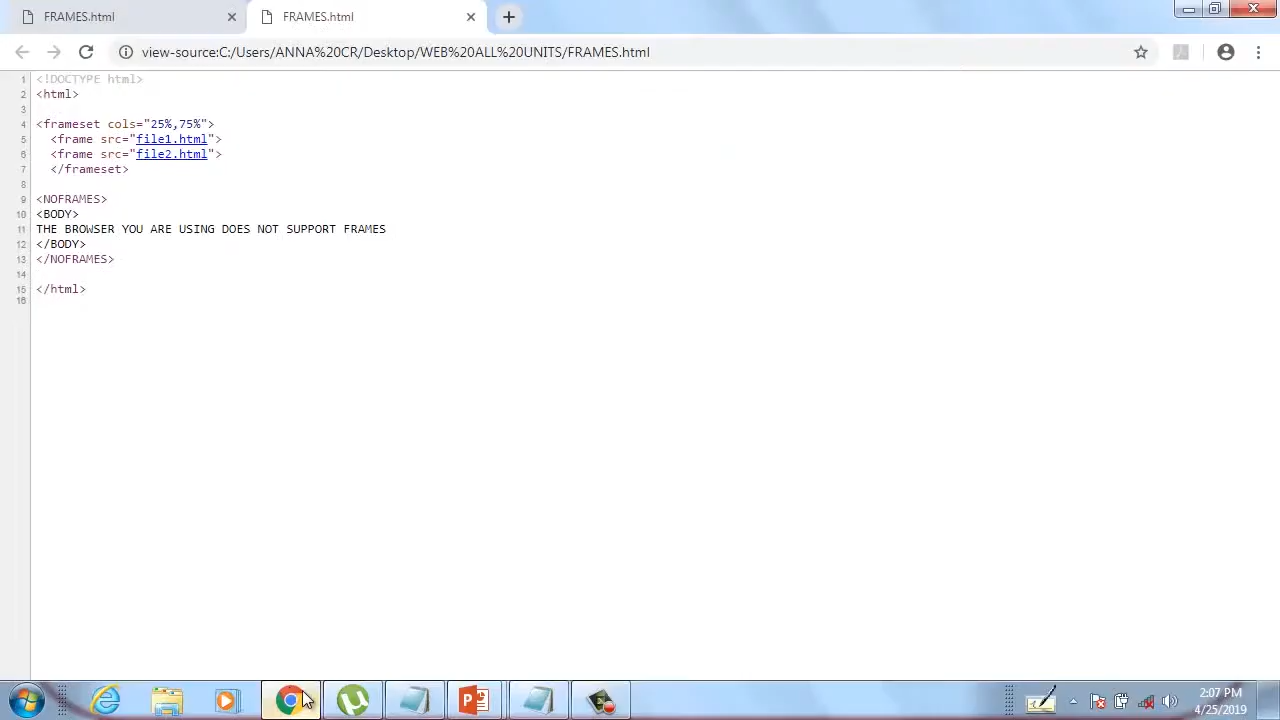 FRAMES.html
FRAMES.html
view-source:C:/Users/ANNA%20CR/Desktop/WEB%20ALL%20UNITS/FRAMES.html
1 <!DOCTYPE html>
2 <html>
3
4 <frameset cols="25%,75%">
5 <frame src="file1.html">
6 <frame src="file2.html">
7 </frameset>
8
9 <NOFRAMES>
10 <BODY>
11 THE BROWSER YOU ARE USING DOES NOT SUPPORT FRAMES
12 </BODY>
13 </NOFRAMES>
14
15 </html>
16
2:07 PM
4/25/2019